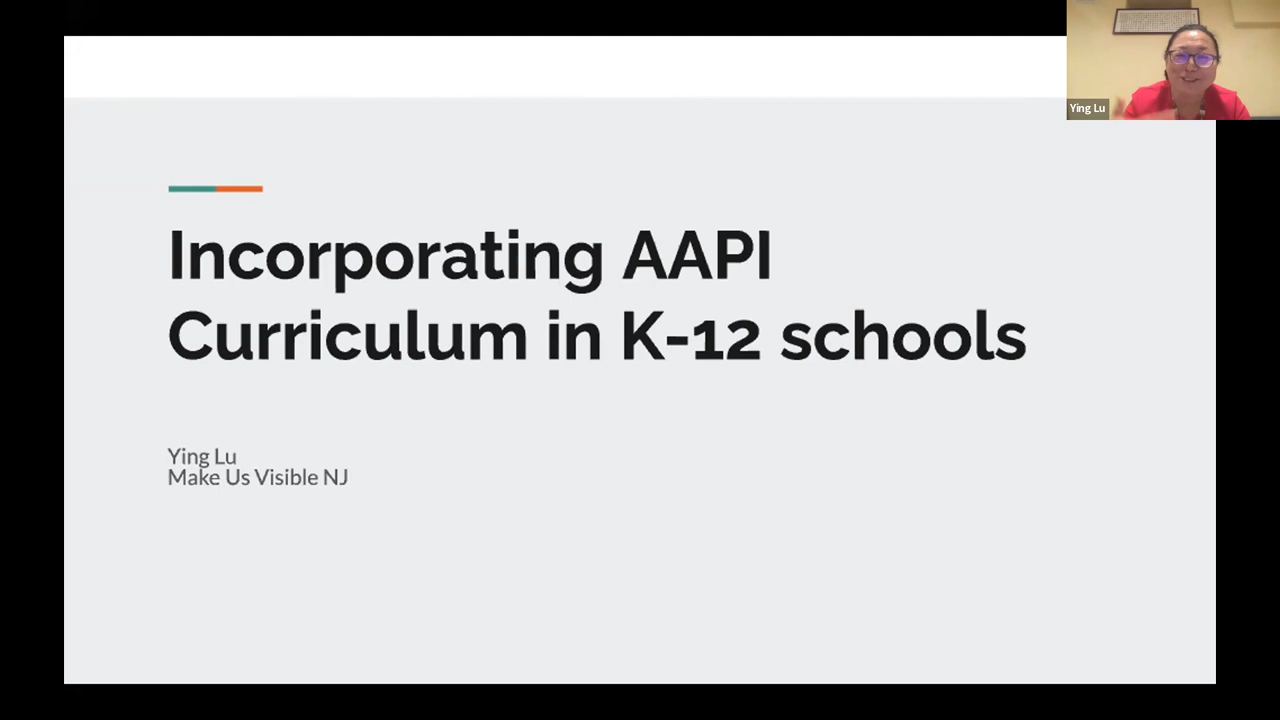 Ying Lu
Incorporating AAPI
Curriculum in K-12 schools
Ying Lu
Make Us Visible NJ